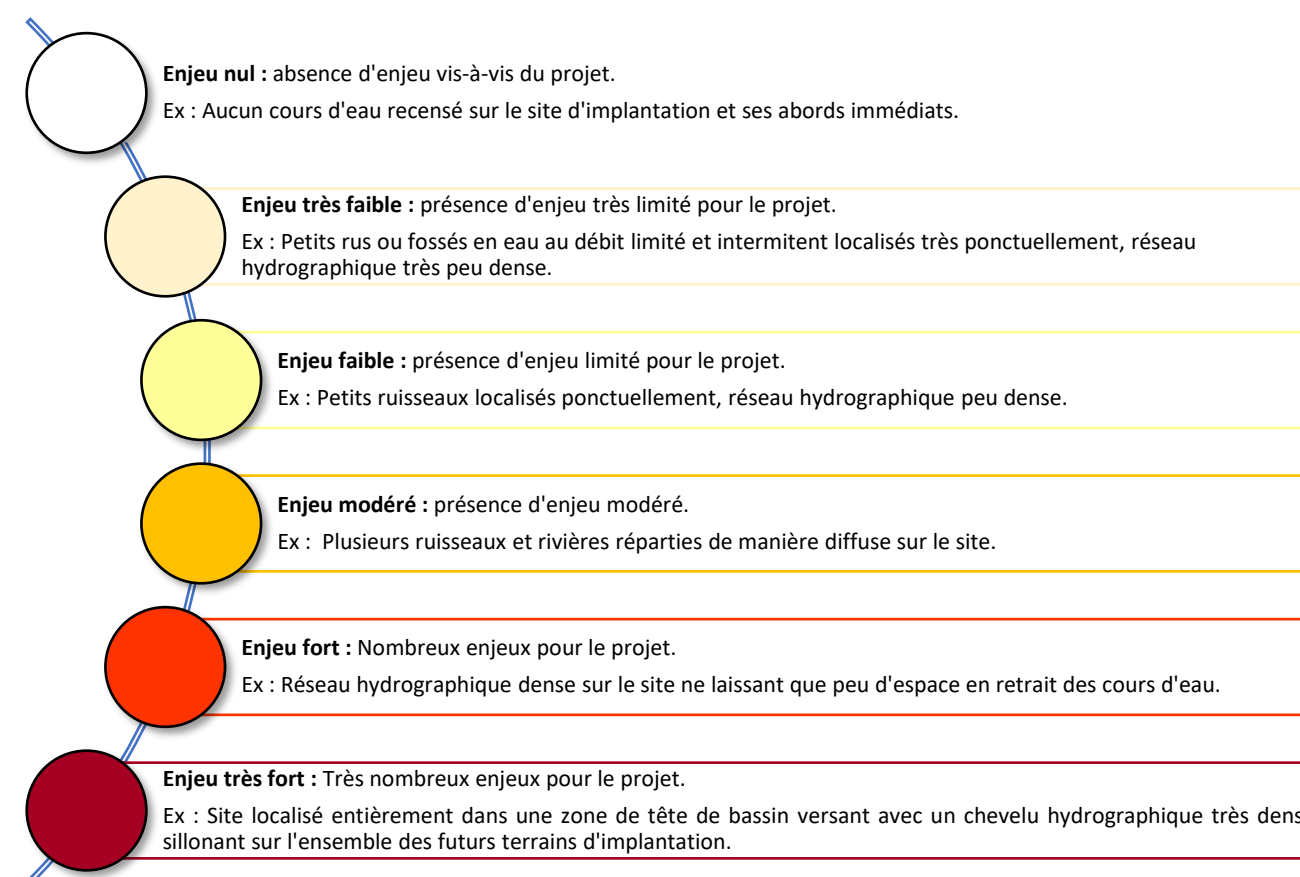 Enjeu nul : absence d'enjeu vis-à-vis du projet.
Ex : Aucun cours d'eau recensé sur le site d'implantation et ses abords immédiats.
Enjeu très faible : présence d'enjeu très limité pour le projet.
Ex : Petits rus ou fossés en eau au débit limité et intermitent localisés très ponctuellement, réseau
hydrographique très peu dense.
Enjeu faible : présence d'enjeu limité pour le projet.
Ex : Petits ruisseaux localisés ponctuellement, réseau hydrographique peu dense.
Enjeu modéré : présence d'enjeu modéré.
Ex :  Plusieurs ruisseaux et rivières réparties de manière diffuse sur le site.
Enjeu fort : Nombreux enjeux pour le projet.
Ex : Réseau hydrographique dense sur le site ne laissant que peu d'espace en retrait des cours d'eau.
Enjeu très fort : Très nombreux enjeux pour le projet.
Ex : Site localisé entièrement dans une zone de tête de bassin versant avec un chevelu hydrographique très dens
sillonant sur l'ensemble des futurs terrains d'implantation.